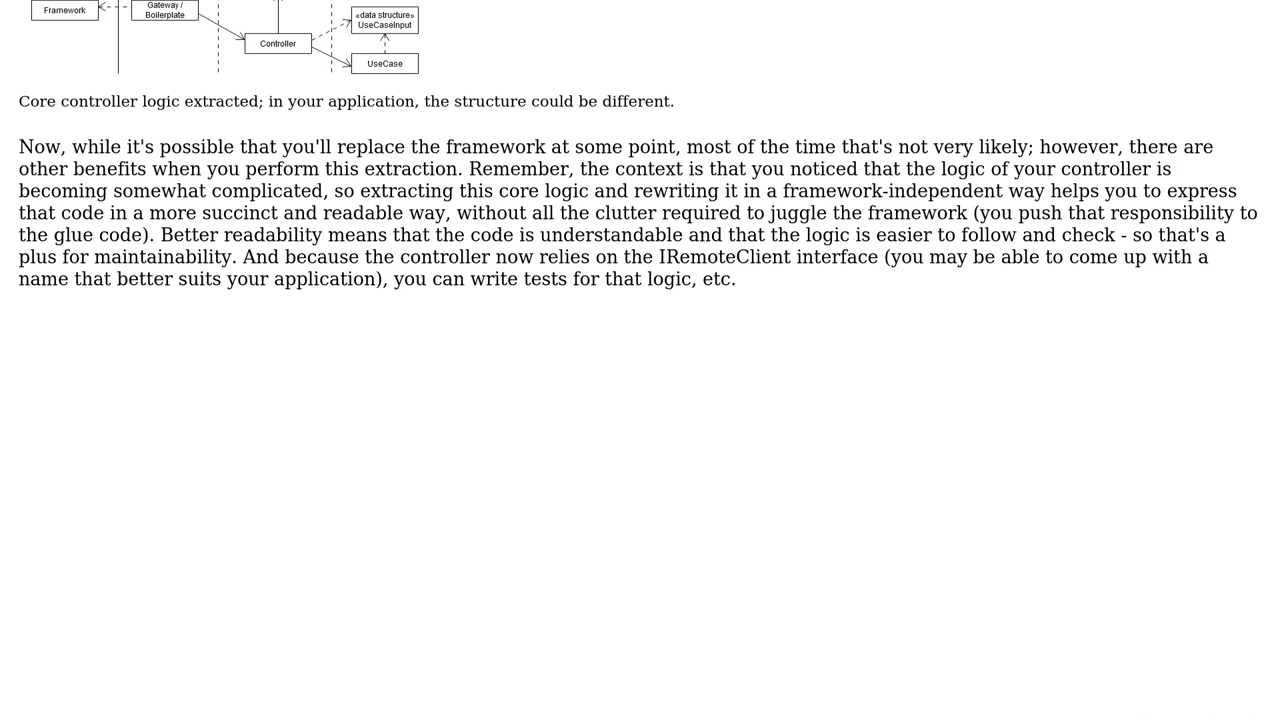 Framework
Gateway /
Boilerplate
«data structure»
UseCaseInput
Controller
UseCase
Core controller logic extracted; in your application, the structure could be different.
Now, while it's possible that you'll replace the framework at some point, most of the time that's not very likely; however, there are
other benefits when you perform this extraction. Remember, the context is that you noticed that the logic of your controller is
becoming somewhat complicated, so extracting this core logic and rewriting it in a framework-independent way helps you to express
that code in a more succinct and readable way, without all the clutter required to juggle the framework (you push that responsibility to
the glue code). Better readability means that the code is understandable and that the logic is easier to follow and check - so that's a
plus for maintainability. And because the controller now relies on the IRemoteClient interface (you may be able to come up with a
name that better suits your application), you can write tests for that logic, etc.